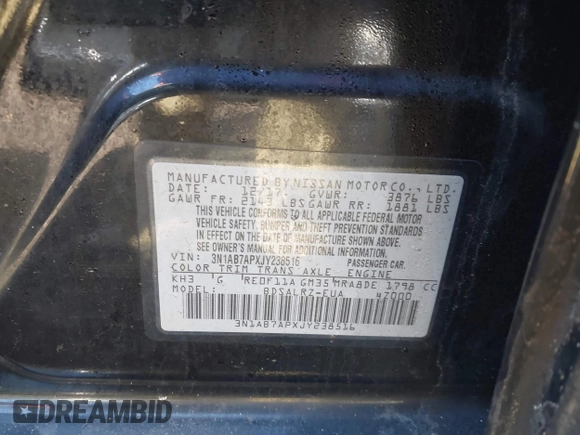 MANUFACTURED BY NISSAN MOTOR CO., LTD.
DATE: 12/17 GVWR: 3876 LBS
GAWR FR: 2143 LBS GAWR RR: 1881 LBS
THIS VEHICLE CONFORMS TO ALL APPLICABLE FEDERAL MOTOR
VEHICLE SAFETY, BUMPER, AND THEFT PREVENTION STANDARDS
IN EFFECT ON THE DATE OF MANUFACTURE SHOWN ABOVE.
SEE OWNER'S MANUAL FOR FURTHER INFORMATION.
VIN: 3N1AB7APXJY238516 PASSENGER CAR.
COLOR TRIM TRANS AXLE ENGINE
KH3 G RE0F11A GM35 MRA8DE 1798 CC
MODEL: BDSALRZ-EUA 47000
3N1AB7APXJY238516
DREAMBID